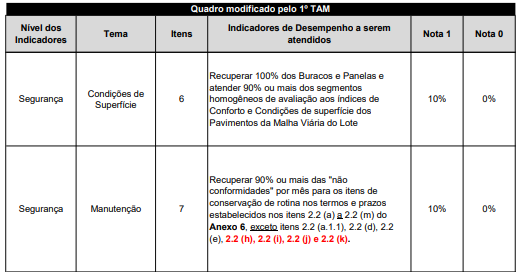 Quadro modificado pelo 1º TAM
Nível dos
Indicadores
Tema
Itens
Indicadores de Desempenho a serem
atendidos
Nota 1
Nota 0
Segurança
Condições de
Superfície
6
Recuperar 100% dos Buracos e Panelas e
atender 90% ou mais dos segmentos
homogêneos de avaliação aos índices de
Conforto e Condições de superfície dos
Pavimentos da Malha Viária do Lote
10%
0%
Segurança
Manutenção
7
Recuperar 90% ou mais das "não
conformidades" por mês para os itens de
conservação de rotina nos termos e prazos
estabelecidos nos itens 2.2 (a) a 2.2 (m) do
Anexo 6, exceto itens 2.2 (a.1.1), 2.2 (d), 2.2
(e), 2.2 (h), 2.2 (i), 2.2 (j) e 2.2 (k).
10%
0%